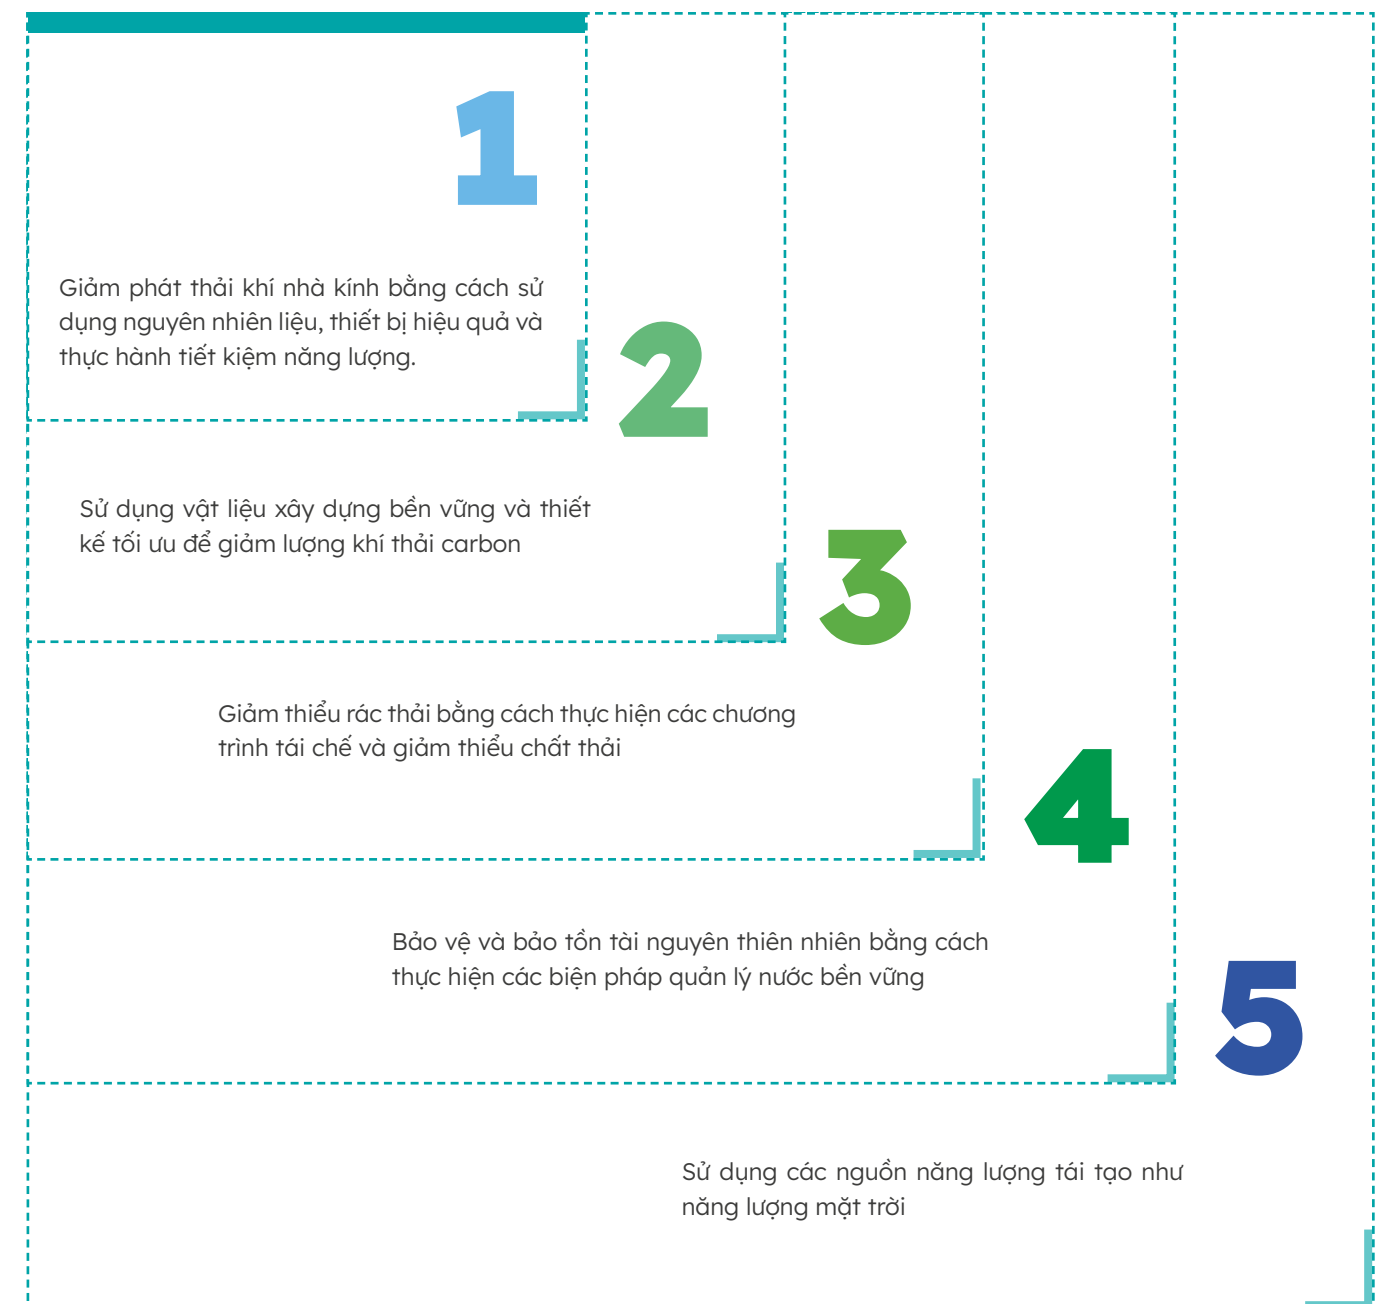 1
Giảm phát thải khí nhà kính bằng cách sử
dụng nguyên nhiên liệu, thiết bị hiệu quả và
thực hành tiết kiệm năng lượng.
2
Sử dụng vật liệu xây dựng bền vững và thiết
kế tối ưu để giảm lượng khí thải carbon
3
Giảm thiểu rác thải bằng cách thực hiện các chương
trình tái chế và giảm thiểu chất thải
4
Bảo vệ và bảo tồn tài nguyên thiên nhiên bằng cách
thực hiện các biện pháp quản lý nước bền vững
5
Sử dụng các nguồn năng lượng tái tạo như
năng lượng mặt trời